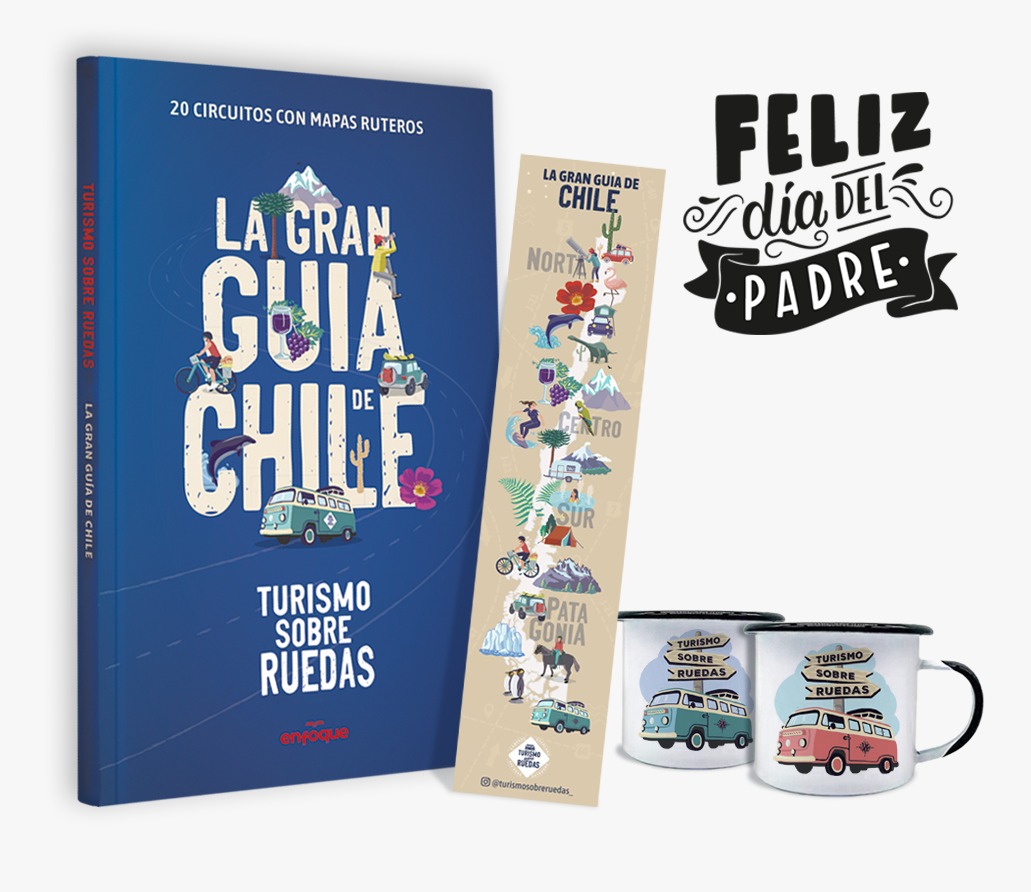 20 CIRCUITOS CON MAPAS RUTEROS
LA GRAN
GUIA
DE
CHILE
TURISMO
SOBRE
RUEDAS
enfoque
TURISMO SOBRE RUEDAS
LA GRAN GUÍA DE CHILE
LA GRAN GUIA DE
CHILE
NORTE
CENTRO
SUR
PATA
GONIA
TURISMO
SOBRE
RUEDAS
@turismosobreruedas_
FELIZ
día DEL
PADRE
TURISMO
SOBRE
RUEDAS
TURISMO
SOBRE
RUEDAS